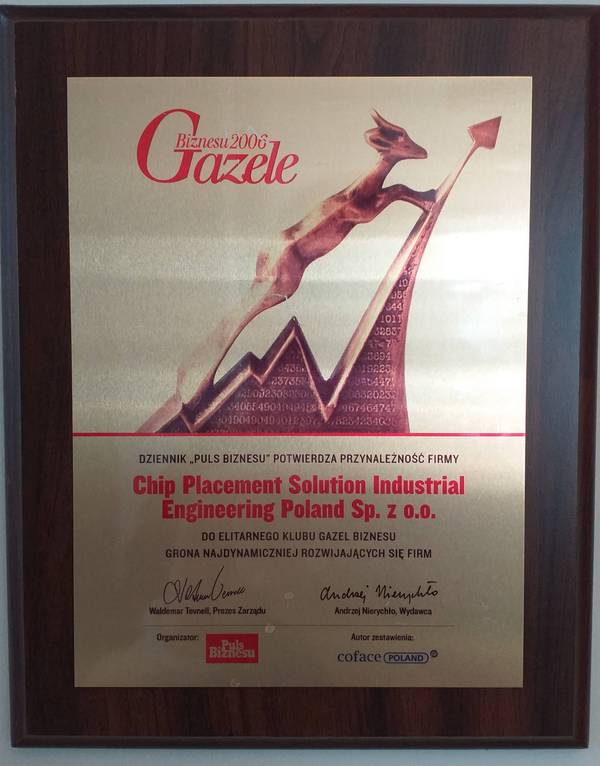 Biznesu 2006
Gazele
DZIENNIK „PULS BIZNESU” POTWIERDZA PRZYNALEŻNOŚĆ FIRMY
Chip Placement Solution Industrial
Engineering Poland Sp. z o.o.
DO ELITARNEGO KLUBU GAZEL BIZNESU
GRONA NAJDYNAMICZNIEJ ROZWIJAJĄCYCH SIĘ FIRM
Andrzej Nierychło
Waldemar Tevnell, Prezes Zarządu
Andrzej Nierychło, Wydawca
Organizator:
Puls
Biznesu
Autor zestawienia:
coface POLAND